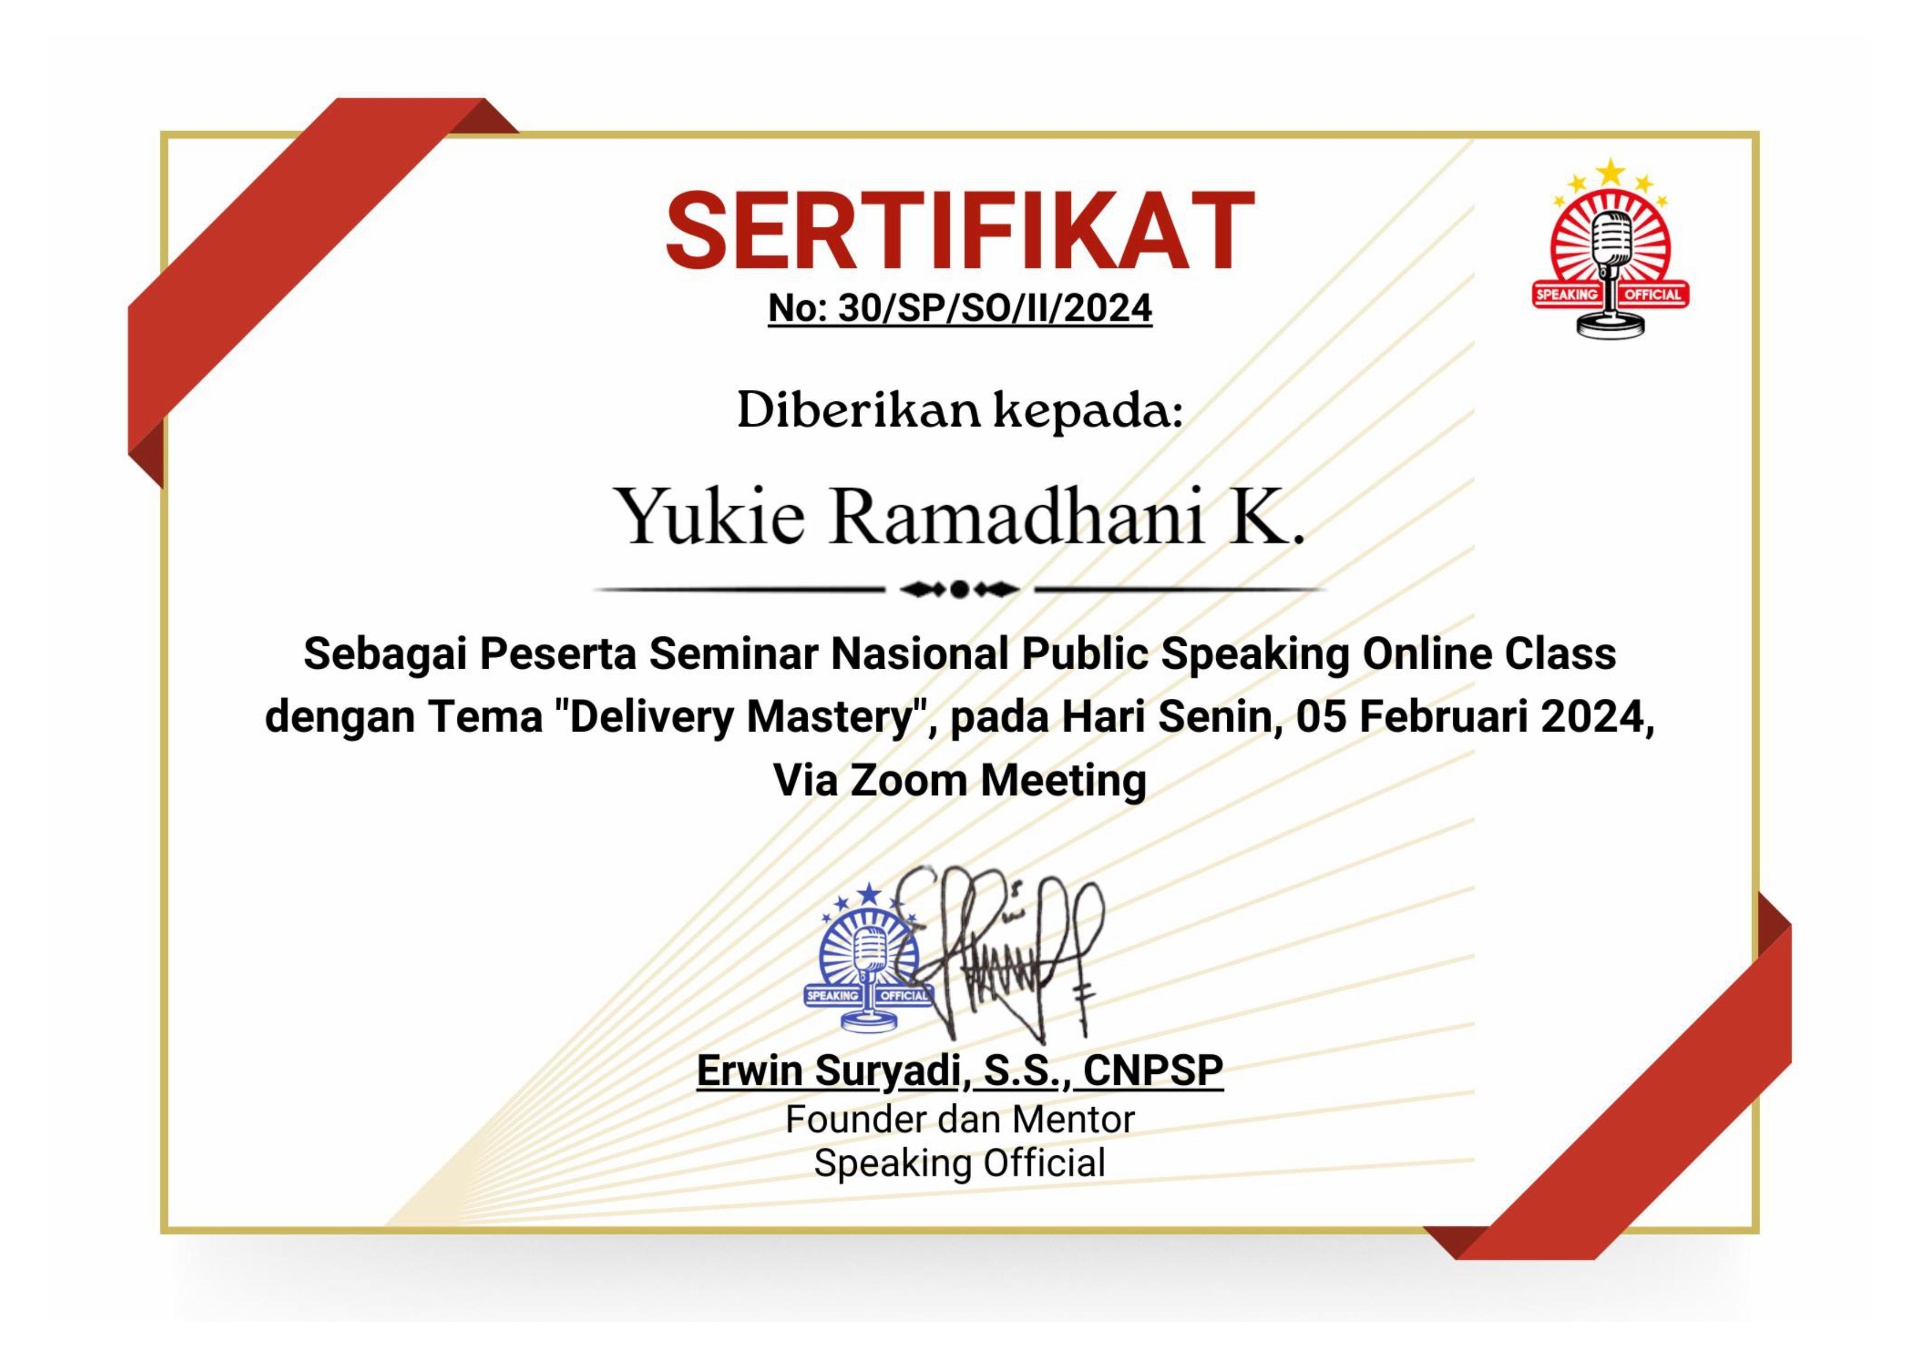 SERTIFIKAT
SPEAKING OFFICIAL
No: 30/SP/SO/II/2024
Diberikan kepada:
Yukie Ramadhani K.
Sebagai Peserta Seminar Nasional Public Speaking Online Class
dengan Tema "Delivery Mastery", pada Hari Senin, 05 Februari 2024,
Via Zoom Meeting
SPEAKING OFFICIAL
Erwin Suryadi, S.S., CNPSP
Founder dan Mentor
Speaking Official